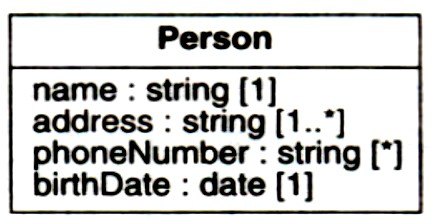 Person
name : string [1]
address : string [1..*]
phoneNumber : string [*]
birthDate : date [1]